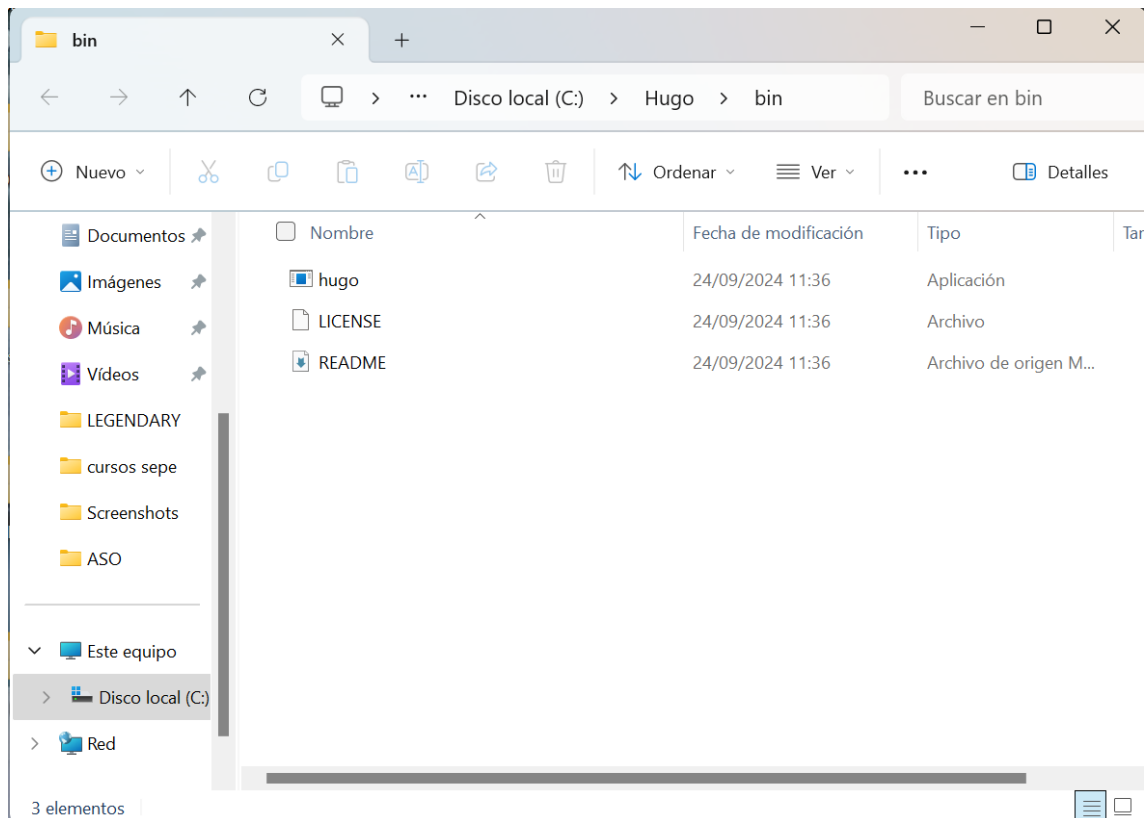 bin
Disco local (C:) Hugo bin
Buscar en bin
Nuevo
Ordenar
Ver
Detalles
Nombre
Fecha de modificación
Tipo
Tar
hugo 24/09/2024 11:36 Aplicación
LICENSE 24/09/2024 11:36 Archivo
README 24/09/2024 11:36 Archivo de origen M...
Documentos
Imágenes
Música
Vídeos
LEGENDARY
cursos sepe
Screenshots
ASO
Este equipo
Disco local (C:)
Red
3 elementos